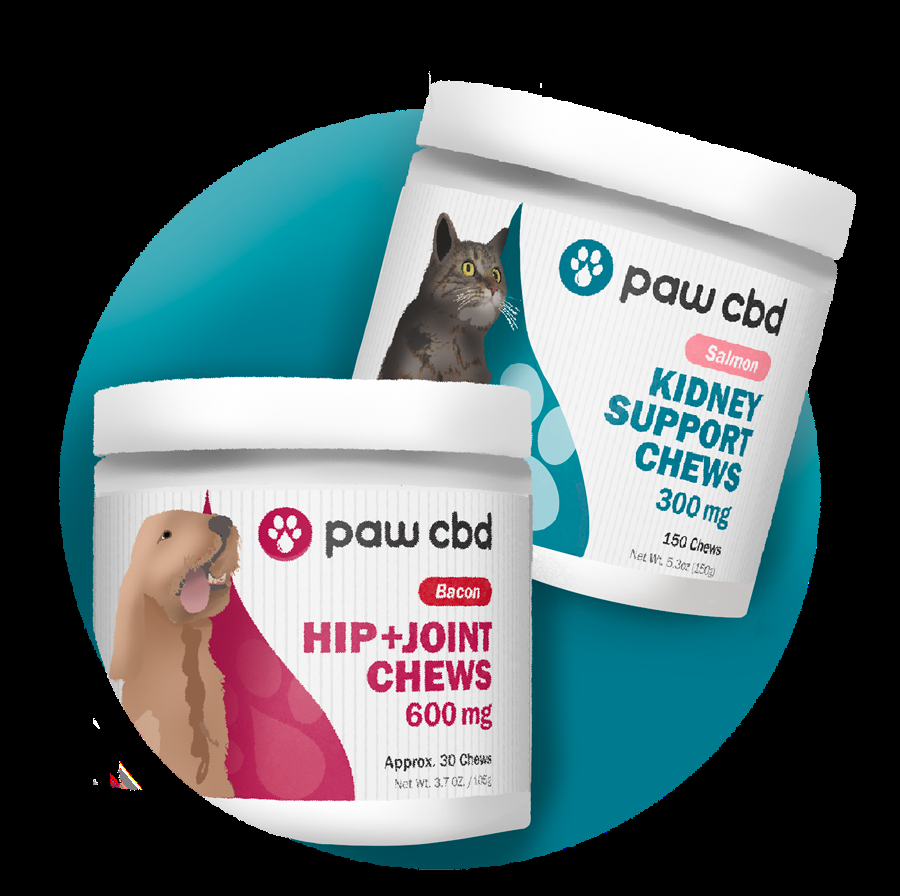 paw cbd
Salmon
KIDNEY
SUPPORT
CHEWS
300 mg
150 Chews
Net Wt. 5.3oz (150g)
paw cbd
Bacon
HIP+JOINT
CHEWS
600 mg
Approx. 30 Chews
Net Wt. 3.7 OZ. / 105g